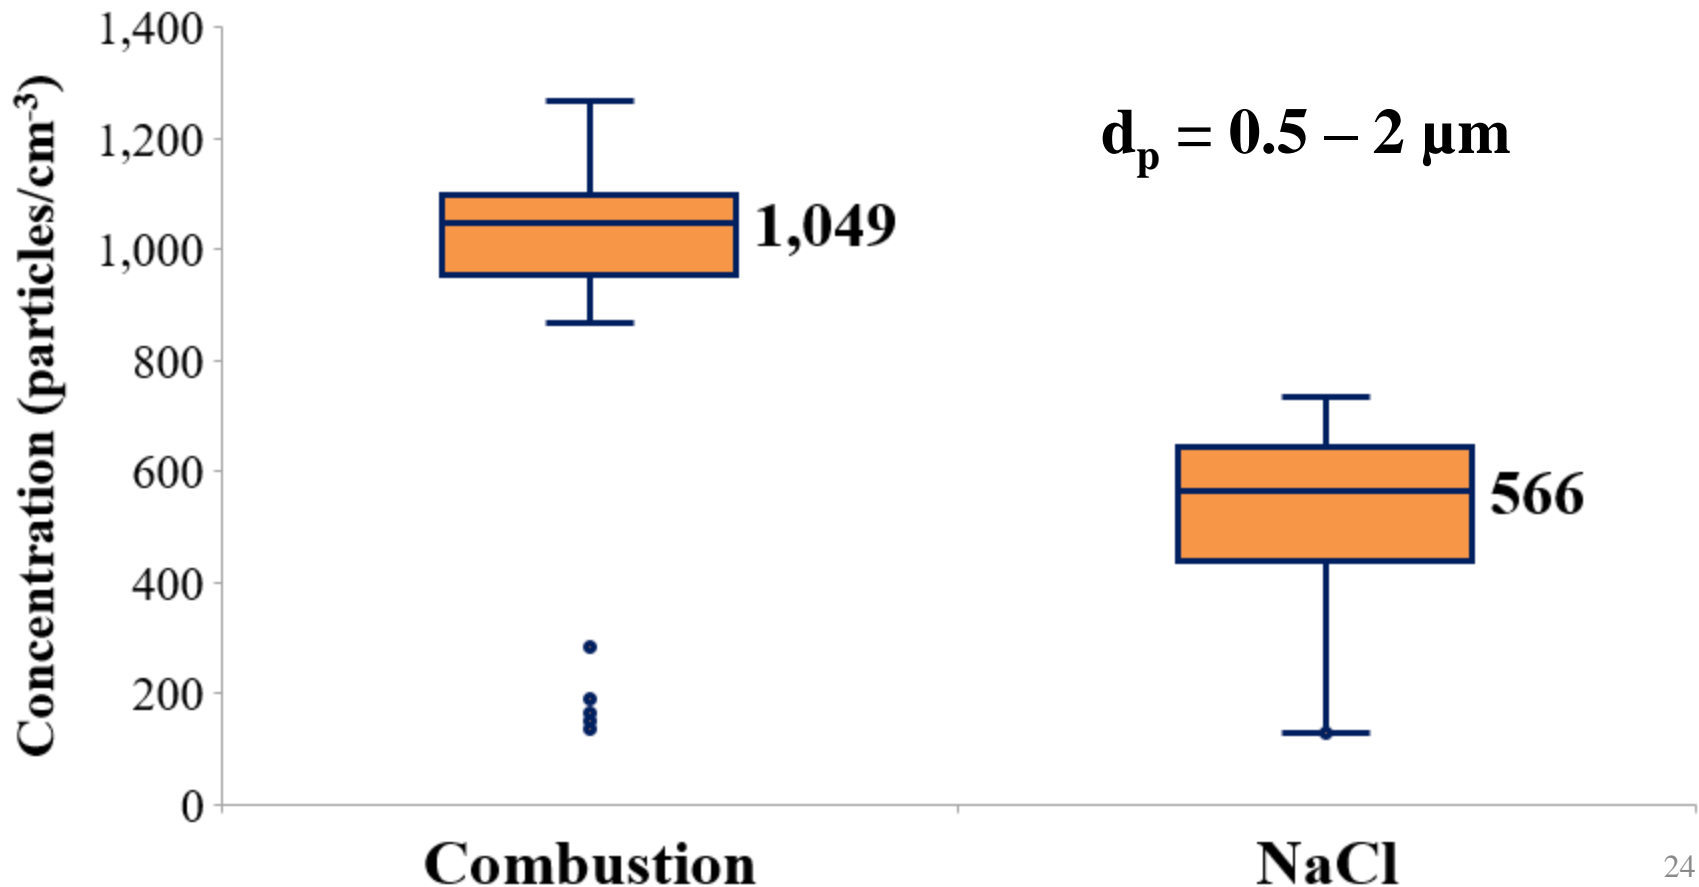 Concentration (particles/cm⁻³)
1,400
1,200
1,000
800
600
400
200
0
dₚ = 0.5 – 2 µm
1,049
566
Combustion
NaCl
24